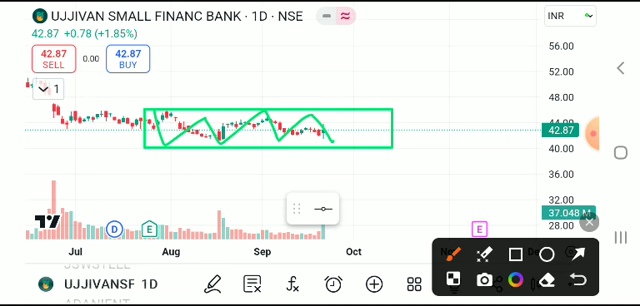 UJJIVAN SMALL FINANC BANK · 1D · NSE
INR
42.87 +0.78 (+1.85%)
42.87 0.00 42.87
SELL BUY
1
56.00
52.00
48.00
44.00
42.87
40.00
36.00
32.00
37.048 M
28.00
D E E
Jul Aug Sep Oct
UJJIVANSF 1D